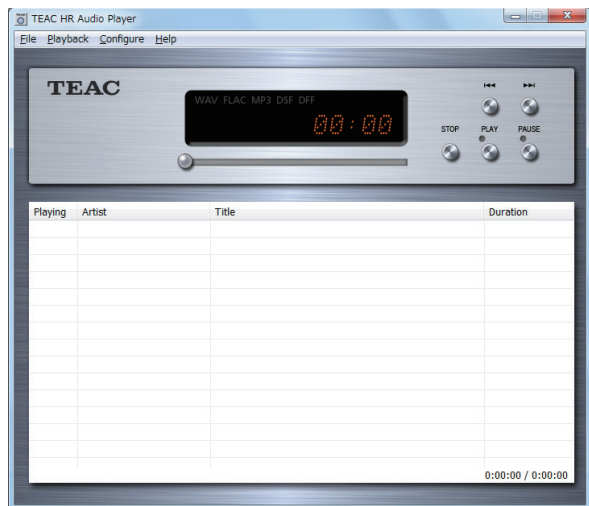 TEAC HR Audio Player
File Playback Configure Help
TEAC
WAV FLAC MP3 DSF DFF
00:00
STOP PLAY PAUSE
Playing Artist Title Duration
0:00:00 / 0:00:00